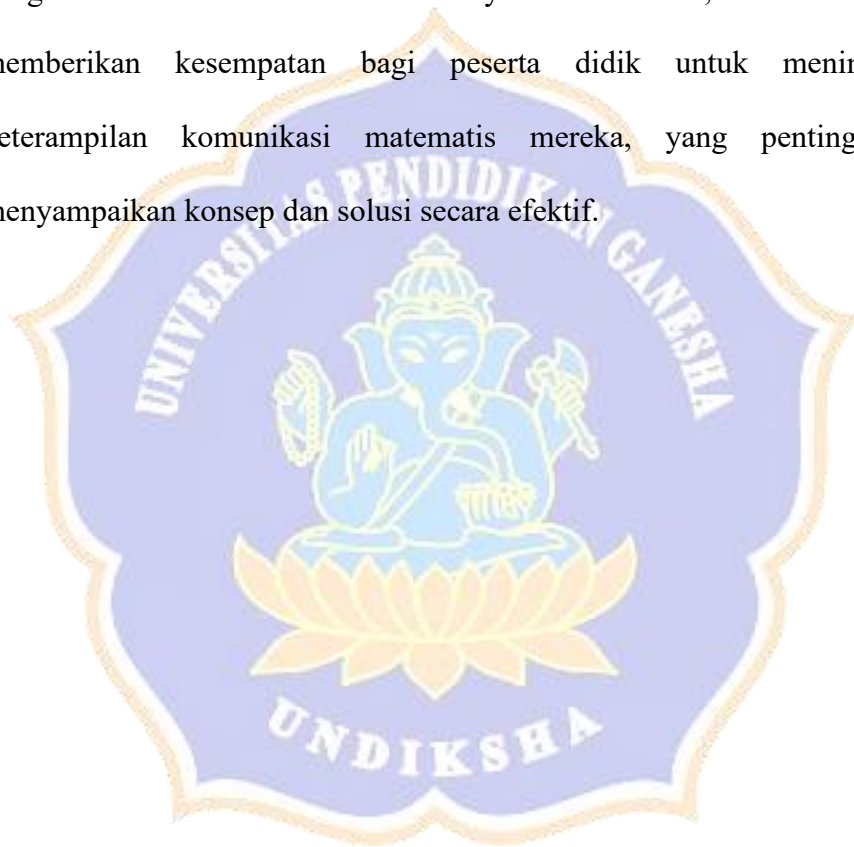 memberikan kesempatan bagi peserta didik untuk
keterampilan komunikasi matematis mereka, yang penting
menyampaikan konsep dan solusi secara efektif.
UNIVERSITAS PENDIDIKAN GANESHA
UNDIKSHA